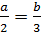 a/2 = b/3